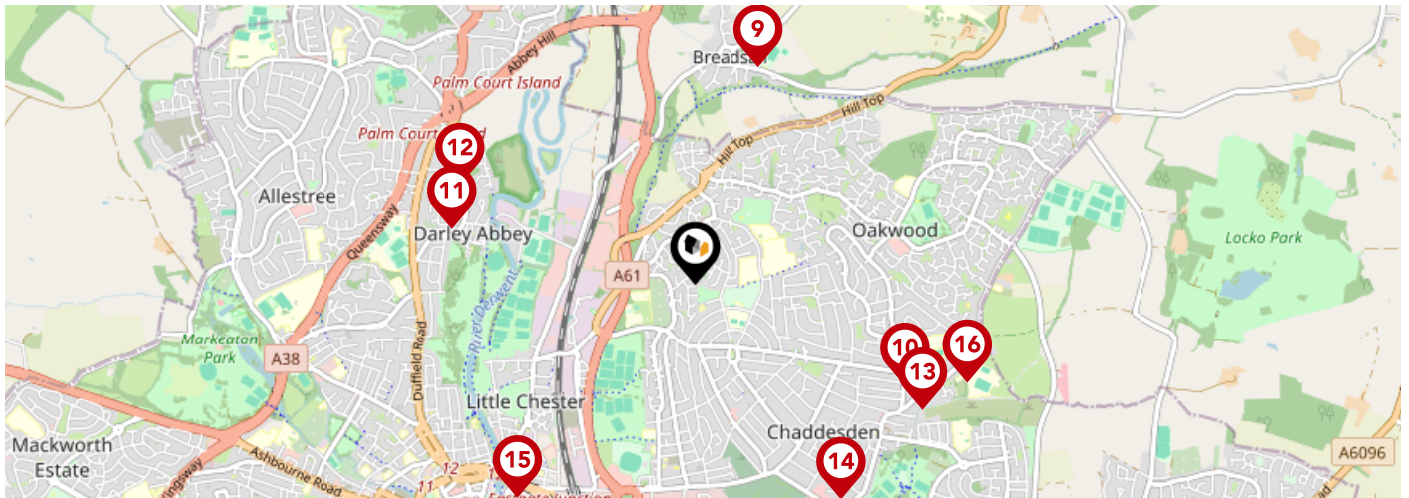 9
Breadsa
Abbey Hill
Palm Court Island
Hill Top
Palm Court
12
Hill Top
11
Allestree
Queensway
Darley Abbey
Oakwood
Locko Park
A61
River Derwent
Markeaton
Park
A38
Duffield Road
10
16
13
Little Chester
Chaddesden
Mackworth
Estate
Ashbourne Road
12
11
15
14
A6096